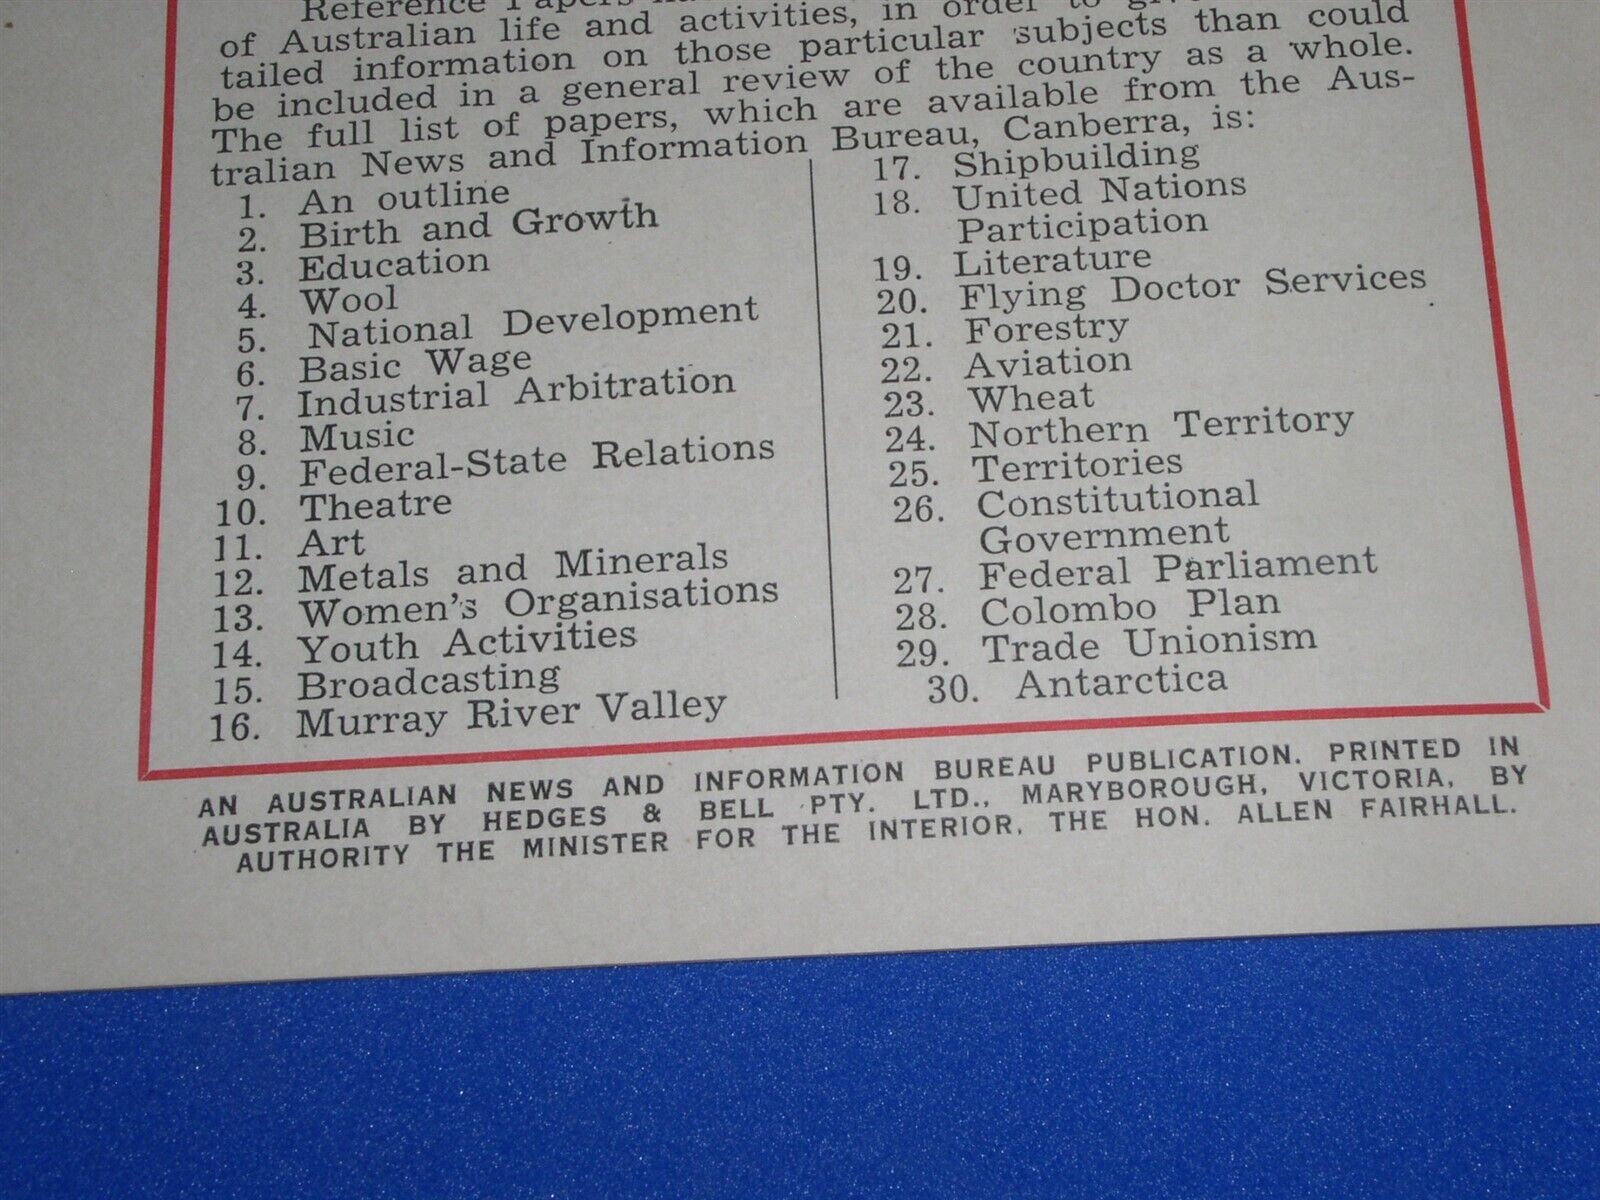 Reference Papers
of Australian life and activities, in order to
tailed information on those particular subjects than could
be included in a general review of the country as a whole.
The full list of papers, which are available from the Aus-
tralian News and Information Bureau, Canberra, is:
1. An outline
2. Birth and Growth
3. Education
4. Wool
5. National Development
6. Basic Wage
7. Industrial Arbitration
8. Music
9. Federal-State Relations
10. Theatre
11. Art
12. Metals and Minerals
13. Women's Organisations
14. Youth Activities
15. Broadcasting
16. Murray River Valley
17. Shipbuilding
18. United Nations
Participation
19. Literature
20. Flying Doctor Services
21. Forestry
22. Aviation
23. Wheat
24. Northern Territory
25. Territories
26. Constitutional
Government
27. Federal Parliament
28. Colombo Plan
29. Trade Unionism
30. Antarctica
AN AUSTRALIAN NEWS AND INFORMATION BUREAU PUBLICATION. PRINTED IN
AUSTRALIA BY HEDGES & BELL PTY. LTD., MARYBOROUGH, VICTORIA, BY
AUTHORITY THE MINISTER FOR THE INTERIOR, THE HON. ALLEN FAIRHALL.